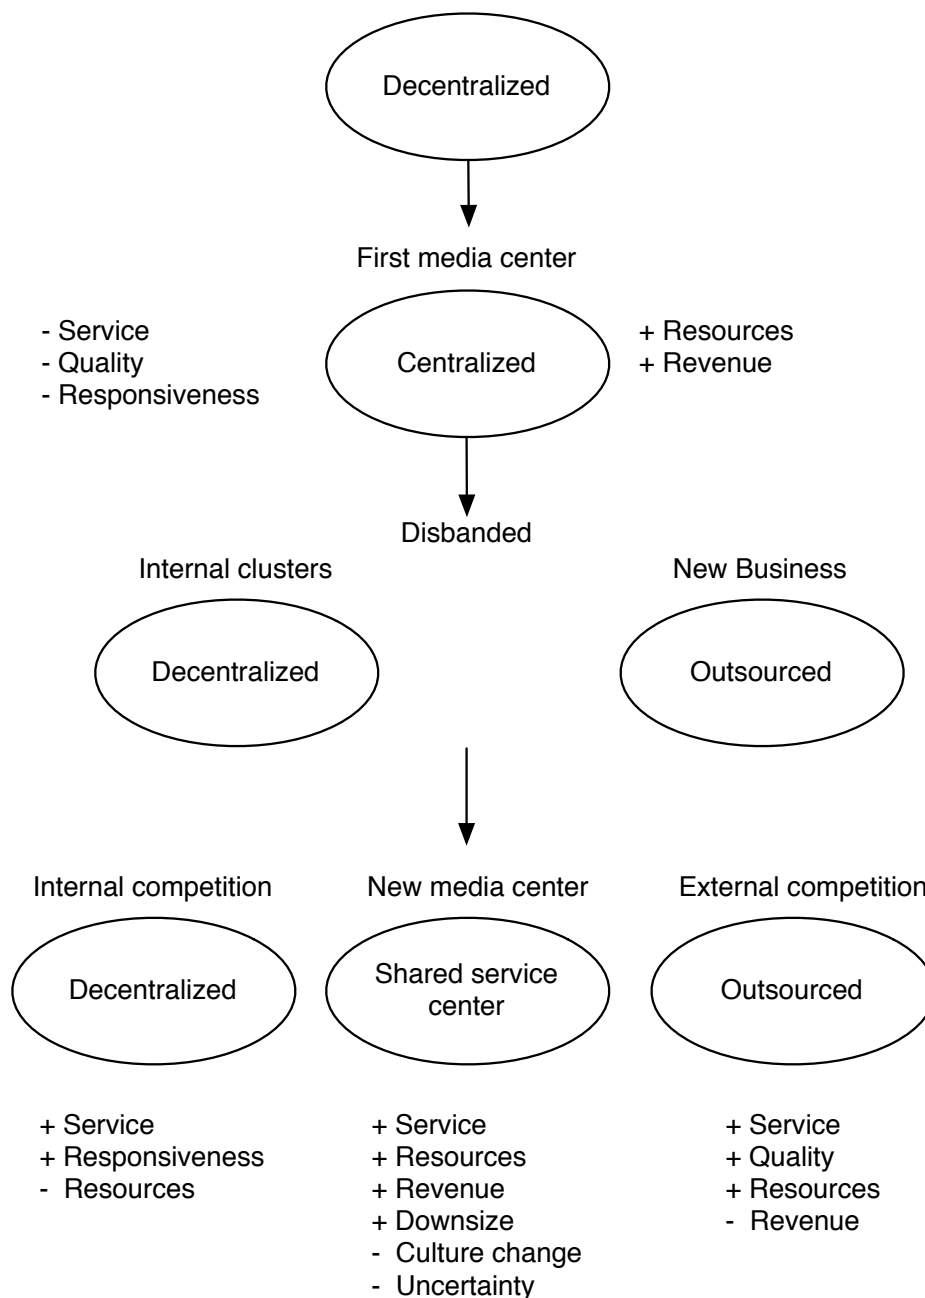 Decentralized
First media center
- Service
- Quality
- Responsiveness
Centralized
+ Resources
+ Revenue
Disbanded
Internal clusters
New Business
Decentralized
Outsourced
Internal competition
New media center
External competition
Decentralized
Shared service
center
Outsourced
+ Service
+ Responsiveness
- Resources
+ Service
+ Resources
+ Revenue
+ Downsize
- Culture change
- Uncertainty
+ Service
+ Quality
+ Resources
- Revenue